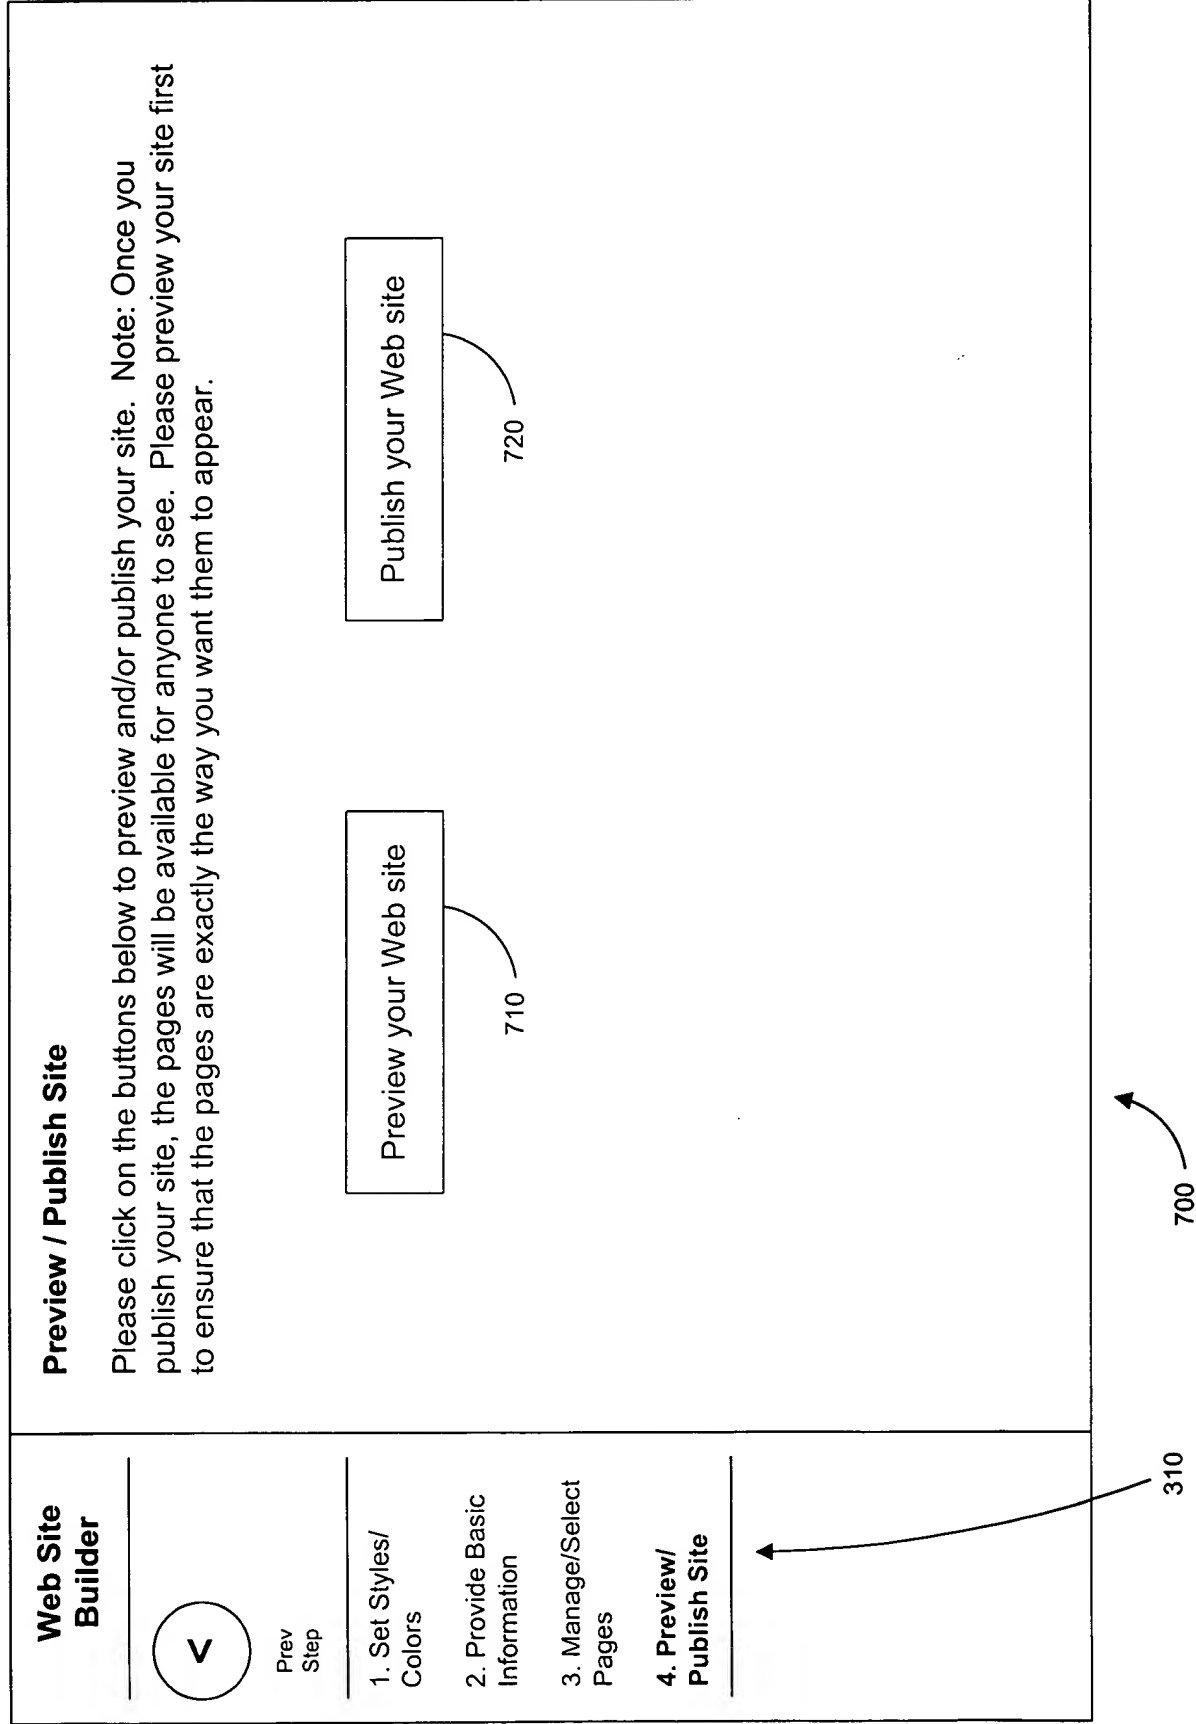 Web Site
Builder
<
Prev
Step
1. Set Styles/
Colors
2. Provide Basic
Information
3. Manage/Select
Pages
4. Preview/
Publish Site
310
Preview / Publish Site
Please click on the buttons below to preview and/or publish your site. Note: Once you
publish your site, the pages will be available for anyone to see. Please preview your site first
to ensure that the pages are exactly the way you want them to appear.
Preview your Web site
710
Publish your Web site
720
700